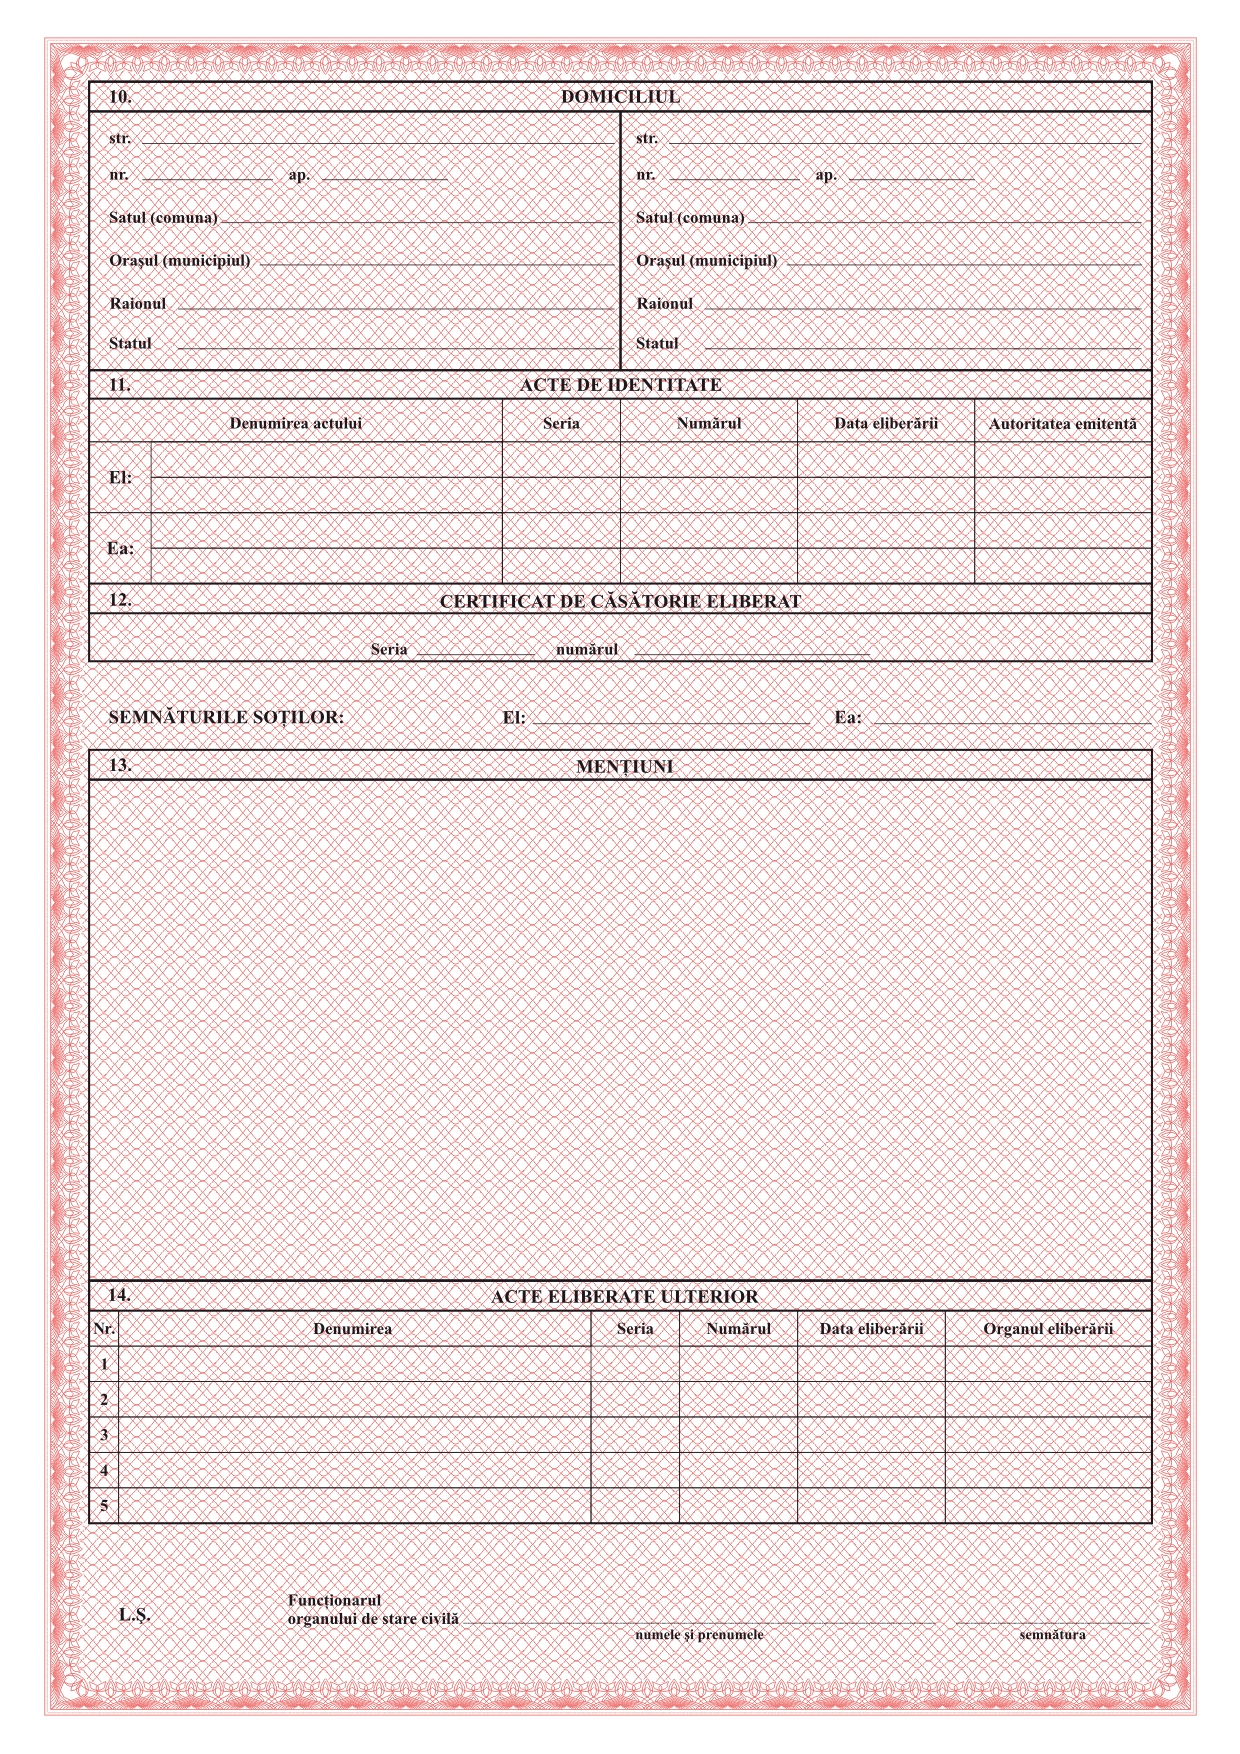 10. DOMICILIUL
str. str.
nr. ap. nr. ap.
Satul (comuna) Satul (comuna)
Orașul (municipiul) Orașul (municipiul)
Raionul Raionul
Statul Statul
11. ACTE DE IDENTITATE
Denumirea actului Seria Numărul Data eliberării Autoritatea emitentă
El:
Ea:
12. CERTIFICAT DE CĂSĂTORIE ELIBERAT
Seria numărul
SEMNĂTURILE SOȚILOR: El: Ea:
13. MENȚIUNI
14. ACTE ELIBERATE ULTERIOR
Nr. Denumirea Seria Numărul Data eliberării Organul eliberării
1
2
3
4
5
Funcționarul
L.Ș. organului de stare civilă
numele și prenumele semnătura